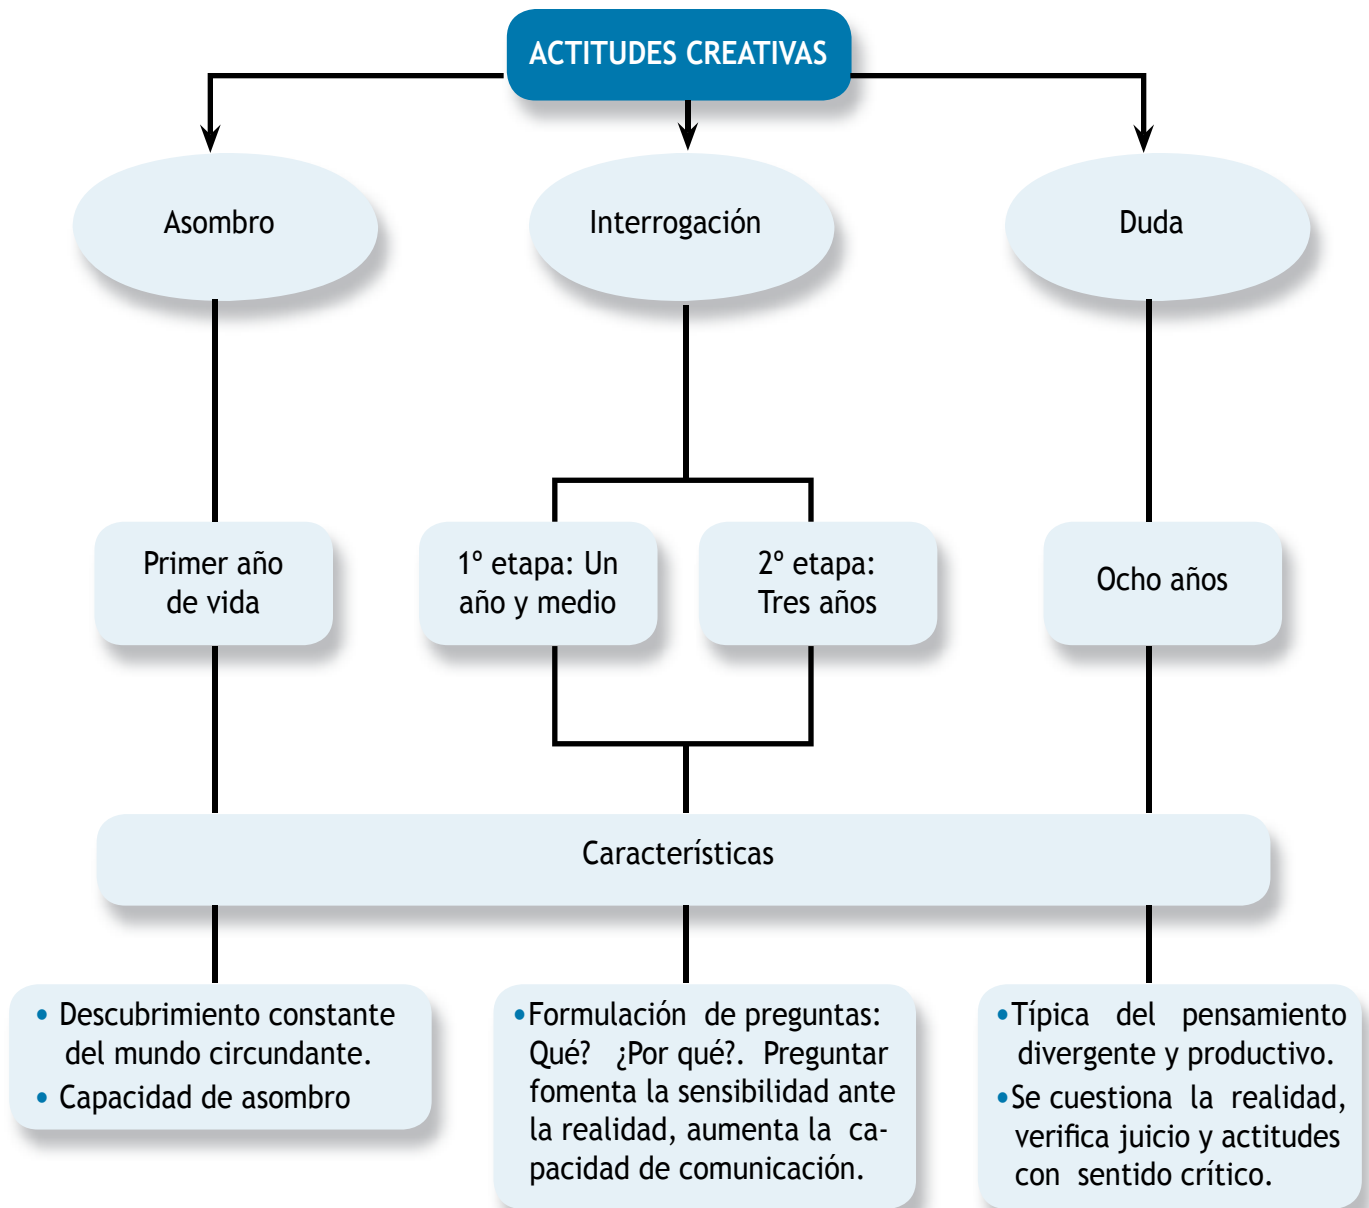 ACTITUDES CREATIVAS
Asombro
Interrogación
Duda
Primer año
de vida
1º etapa: Un
año y medio
2º etapa:
Tres años
Ocho años
Características
• Descubrimiento constante
del mundo circundante.
• Capacidad de asombro
•Formulación de preguntas:
Qué? ¿Por qué?. Preguntar
fomenta la sensibilidad ante
la realidad, aumenta la ca-
pacidad de comunicación.
•Típica del pensamiento
divergente y productivo.
•Se cuestiona la realidad,
verifica juicio y actitudes
con sentido crítico.